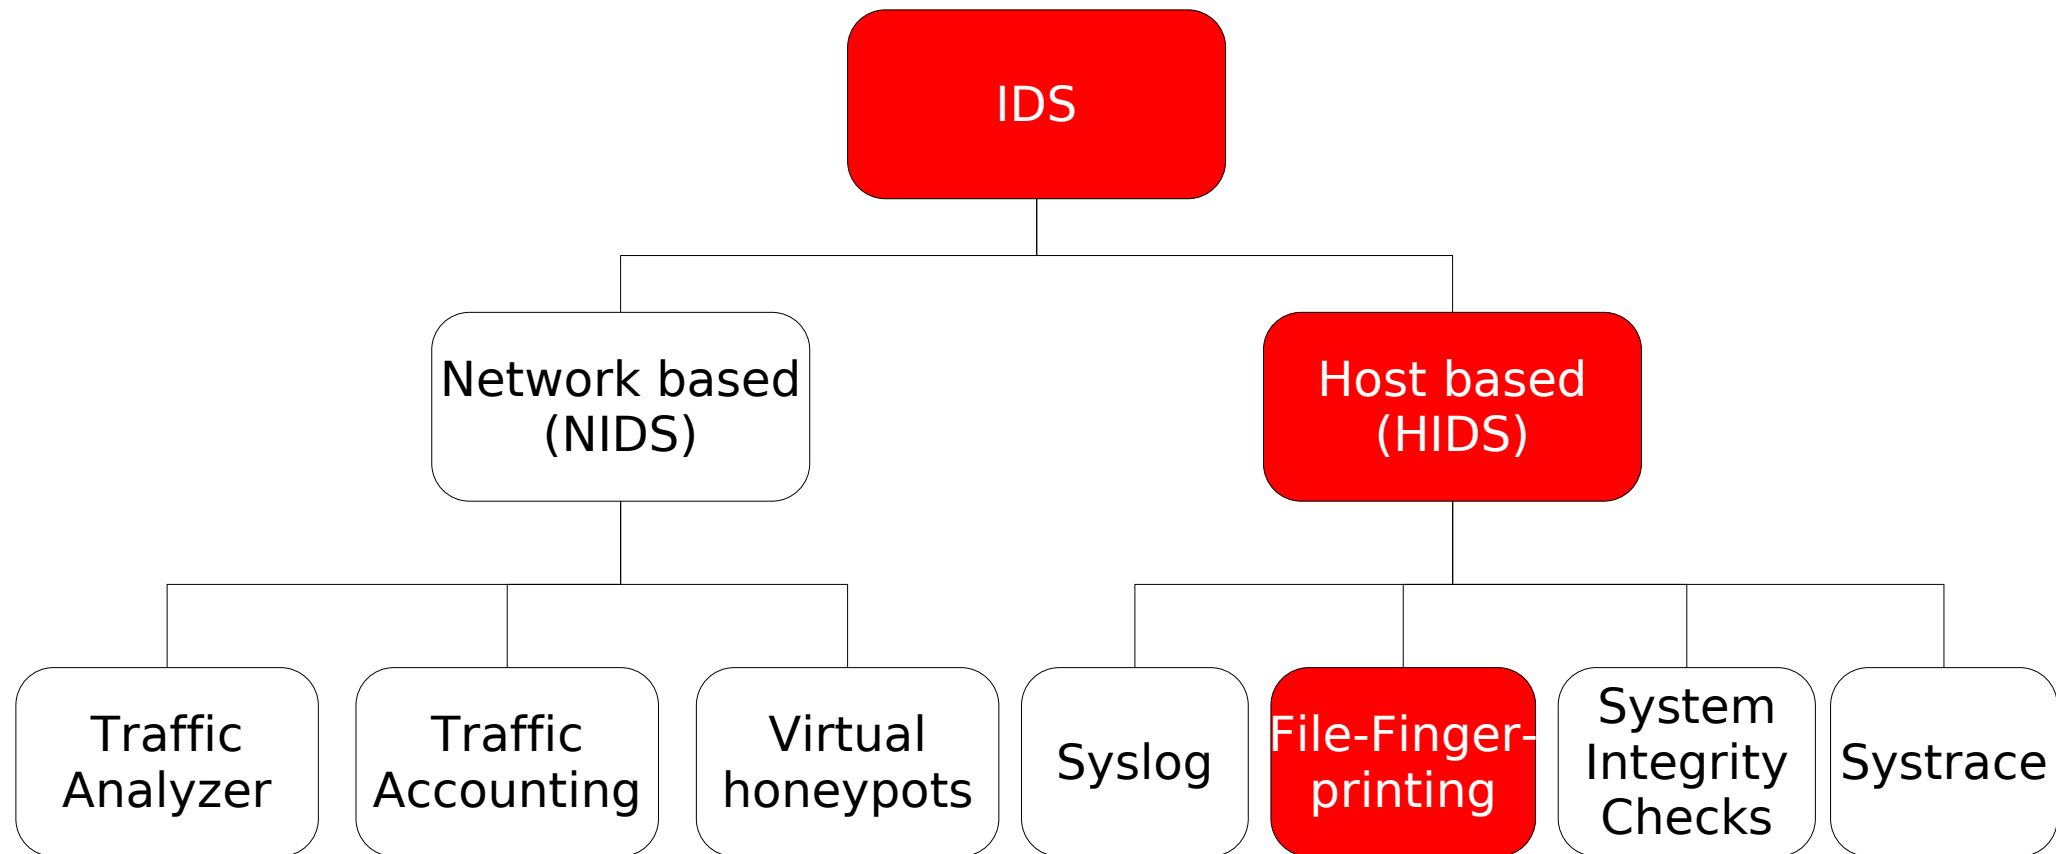 IDS
Network based
(NIDS)
Host based
(HIDS)
Traffic
Analyzer
Traffic
Accounting
Virtual
honeypots
Syslog
File-Finger-
printing
System
Integrity
Checks
Systrace